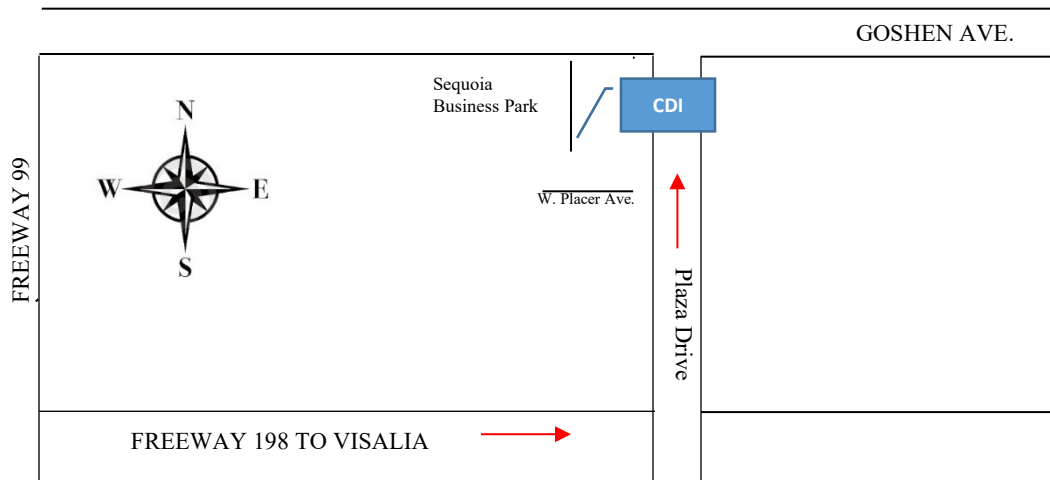 GOSHEN AVE.
Sequoia
Business Park
CDI
N
W
E
S
W. Placer Ave.
FREEWAY 99
Plaza Drive
FREEWAY 198 TO VISALIA